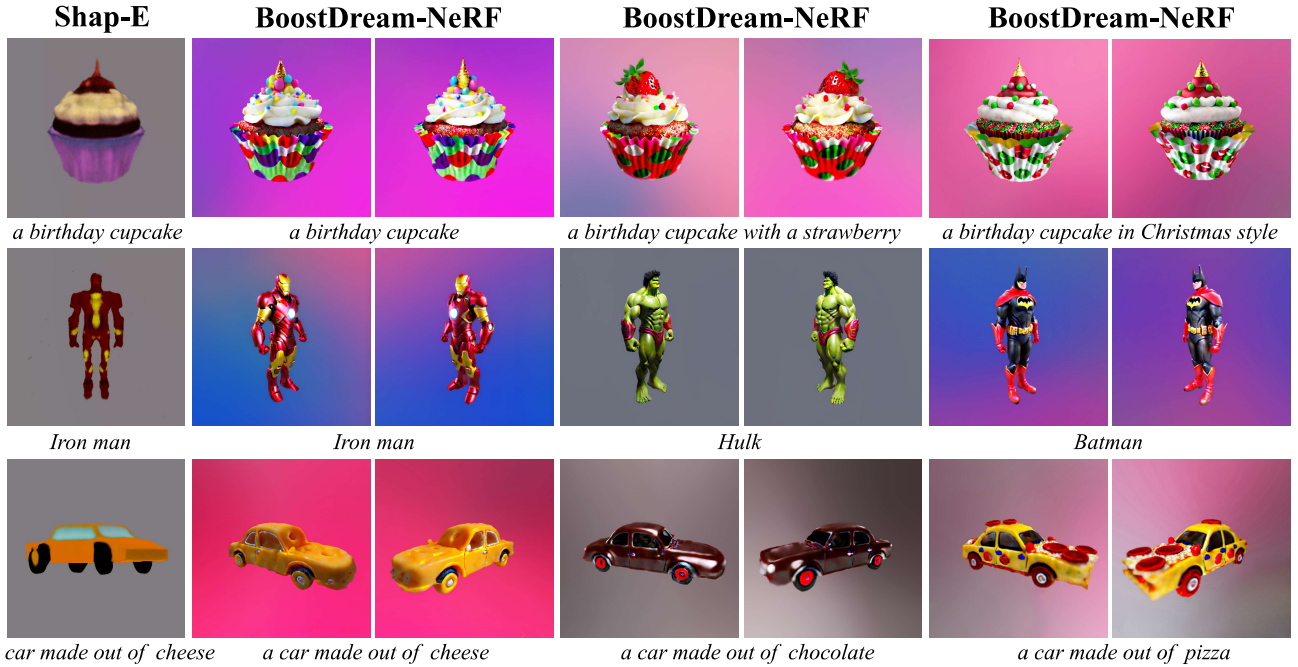 Shap-E BoostDream-NeRF BoostDream-NeRF BoostDream-NeRF
a birthday cupcake a birthday cupcake a birthday cupcake with a strawberry a birthday cupcake in Christmas style
Iron man Iron man Hulk Batman
car made out of cheese a car made out of cheese a car made out of chocolate a car made out of pizza